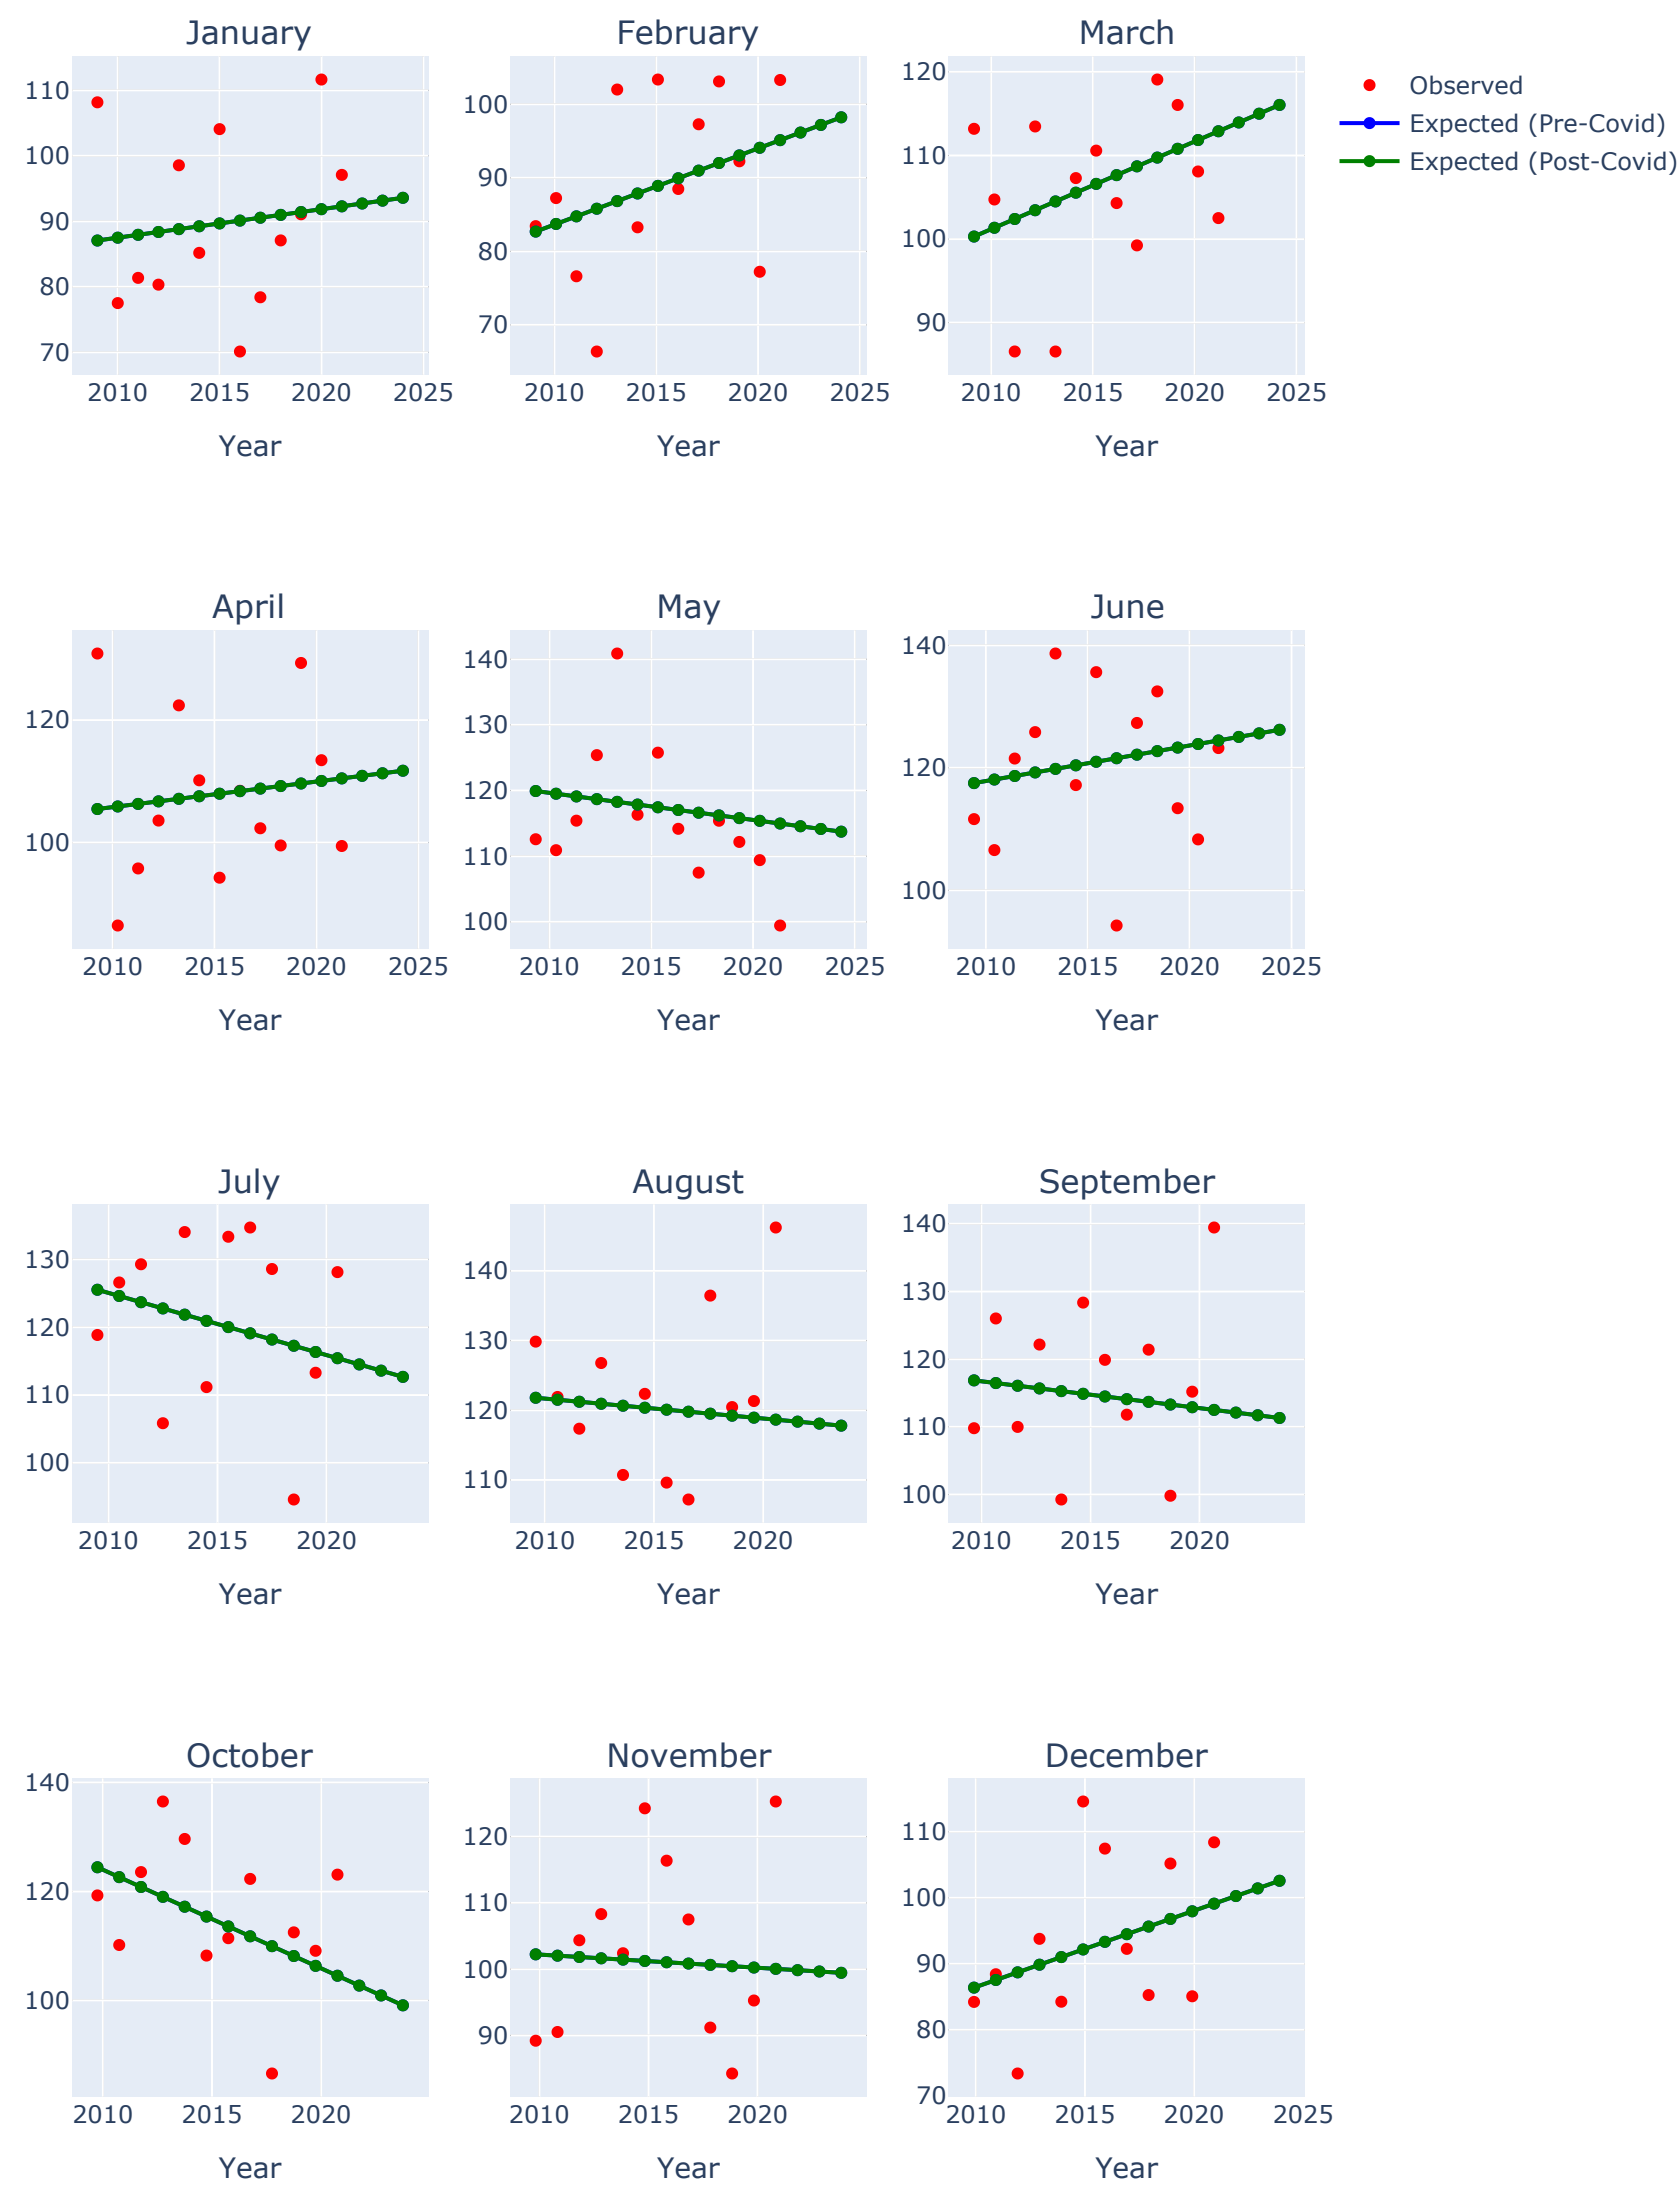 January February March
110
100
90
80
70
2010 2015 2020 2025
Year
100
90
80
70
2010 2015 2020 2025
Year
120
110
100
90
2010 2015 2020 2025
Year
Observed
Expected (Pre-Covid)
Expected (Post-Covid)
April May June
120
100
2010 2015 2020 2025
Year
140
130
120
110
100
2010 2015 2020 2025
Year
140
120
100
2010 2015 2020 2025
Year
July August September
130
120
110
100
2010 2015 2020
Year
140
130
120
110
2010 2015 2020
Year
140
130
120
110
100
2010 2015 2020
Year
October November December
140
120
100
2010 2015 2020
Year
120
110
100
90
2010 2015 2020
Year
110
100
90
80
70
2010 2015 2020 2025
Year